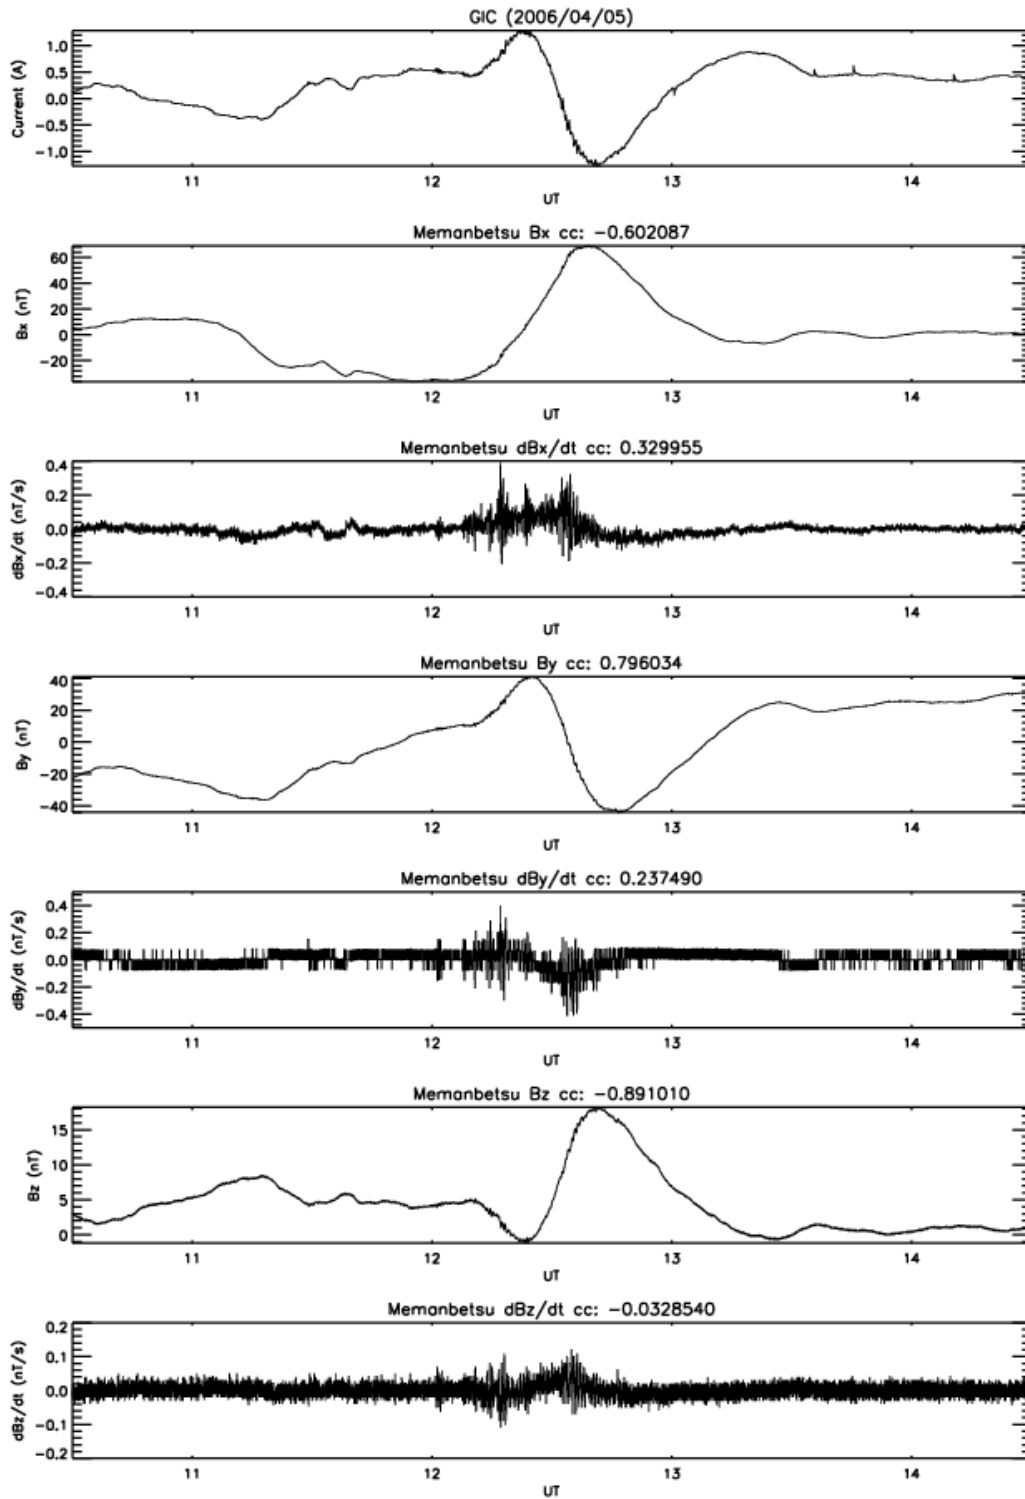 GIC (2006/04/05)
Current (A)
1.0
0.5
0.0
−0.5
−1.0
11 12 13 14
UT
Memanbetsu Bx cc: −0.602087
Bx (nT)
60
40
20
0
−20
11 12 13 14
UT
Memanbetsu dBx/dt cc: 0.329955
dBx/dt (nT/s)
0.4
0.2
0.0
−0.2
−0.4
11 12 13 14
UT
Memanbetsu By cc: 0.796034
By (nT)
40
20
0
−20
−40
11 12 13 14
UT
Memanbetsu dBy/dt cc: 0.237490
dBy/dt (nT/s)
0.4
0.2
0.0
−0.2
−0.4
11 12 13 14
UT
Memanbetsu Bz cc: −0.891010
Bz (nT)
15
10
5
0
11 12 13 14
UT
Memanbetsu dBz/dt cc: −0.0328540
dBz/dt (nT/s)
0.2
0.1
0.0
−0.1
−0.2
11 12 13 14
UT